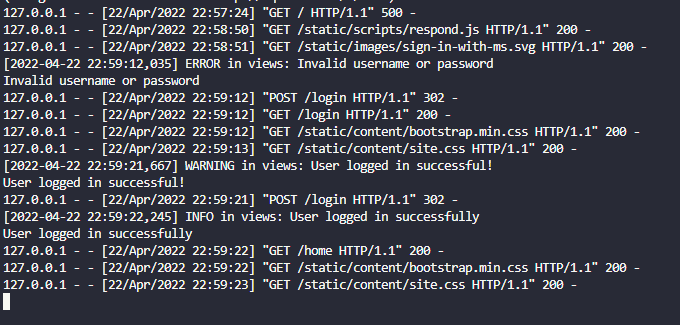 127.0.0.1 - - [22/Apr/2022 22:57:24] "GET / HTTP/1.1" 500 -
127.0.0.1 - - [22/Apr/2022 22:58:50] "GET /static/scripts/respond.js HTTP/1.1" 200 -
127.0.0.1 - - [22/Apr/2022 22:58:51] "GET /static/images/sign-in-with-ms.svg HTTP/1.1" 200 -
[2022-04-22 22:59:12,035] ERROR in views: Invalid username or password
Invalid username or password
127.0.0.1 - - [22/Apr/2022 22:59:12] "POST /login HTTP/1.1" 302 -
127.0.0.1 - - [22/Apr/2022 22:59:12] "GET /login HTTP/1.1" 200 -
127.0.0.1 - - [22/Apr/2022 22:59:12] "GET /static/content/bootstrap.min.css HTTP/1.1" 200 -
127.0.0.1 - - [22/Apr/2022 22:59:13] "GET /static/content/site.css HTTP/1.1" 200 -
[2022-04-22 22:59:21,667] WARNING in views: User logged in successful!
User logged in successful!
127.0.0.1 - - [22/Apr/2022 22:59:21] "POST /login HTTP/1.1" 302 -
[2022-04-22 22:59:22,245] INFO in views: User logged in successfully
User logged in successfully
127.0.0.1 - - [22/Apr/2022 22:59:22] "GET /home HTTP/1.1" 200 -
127.0.0.1 - - [22/Apr/2022 22:59:22] "GET /static/content/bootstrap.min.css HTTP/1.1" 200 -
127.0.0.1 - - [22/Apr/2022 22:59:23] "GET /static/content/site.css HTTP/1.1" 200 -